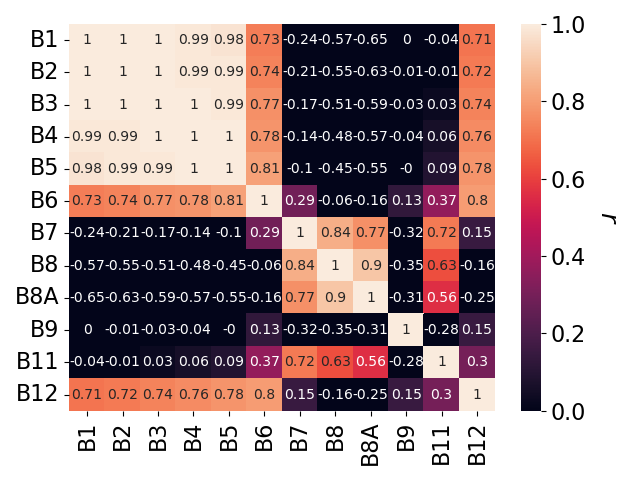 B1 1 1 1 0.99 0.98 0.73 -0.24 -0.57 -0.65 0 -0.04 0.71
B2 1 1 1 0.99 0.99 0.74 -0.21 -0.55 -0.63 -0.01 -0.01 0.72
B3 1 1 1 1 0.99 0.77 -0.17 -0.51 -0.59 -0.03 0.03 0.74
B4 0.99 0.99 1 1 1 0.78 -0.14 -0.48 -0.57 -0.04 0.06 0.76
B5 0.98 0.99 0.99 1 1 0.81 -0.1 -0.45 -0.55 -0 0.09 0.78
B6 0.73 0.74 0.77 0.78 0.81 1 0.29 -0.06 -0.16 0.13 0.37 0.8
B7 -0.24 -0.21 -0.17 -0.14 -0.1 0.29 1 0.84 0.77 -0.32 0.72 0.15
B8 -0.57 -0.55 -0.51 -0.48 -0.45 -0.06 0.84 1 0.9 -0.35 0.63 -0.16
B8A -0.65 -0.63 -0.59 -0.57 -0.55 -0.16 0.77 0.9 1 -0.31 0.56 -0.25
B9 0 -0.01 -0.03 -0.04 -0 0.13 -0.32 -0.35 -0.31 1 -0.28 0.15
B11 -0.04 -0.01 0.03 0.06 0.09 0.37 0.72 0.63 0.56 -0.28 1 0.3
B12 0.71 0.72 0.74 0.76 0.78 0.8 0.15 -0.16 -0.25 0.15 0.3 1
B1 B2 B3 B4 B5 B6 B7 B8 B8A B9 B11 B12
1.0
0.8
0.6
0.4
0.2
0.0
r